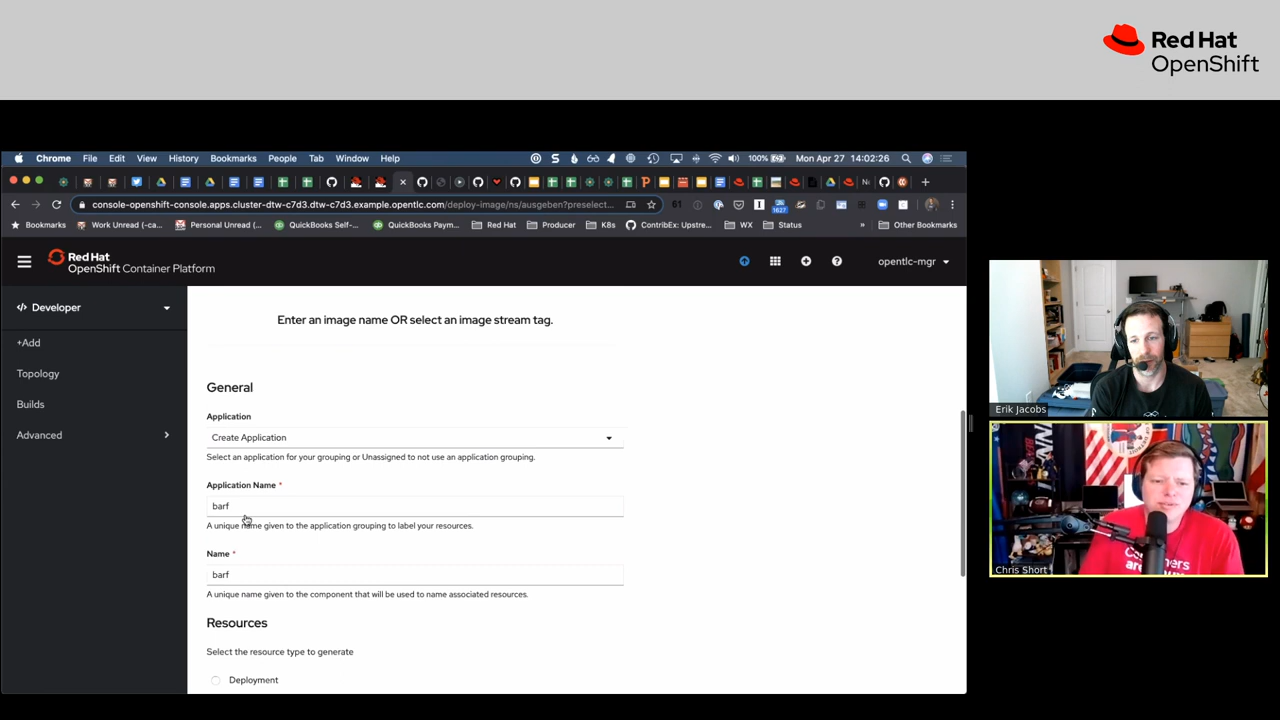 Red Hat
OpenShift
Chrome File Edit View History Bookmarks People Tab Window Help 100% Mon Apr 27 14:02:26
console-openshift-console.apps.cluster-dtw-c7d3.dtw-c7d3.example.opentlc.com/deploy-image/ns/ausgeben?preselect...
Bookmarks Work Unread (-ca... Personal Unread (... QuickBooks Self-... QuickBooks Paym... Red Hat Producer K8s ContribEx: Upstre... WX Status » Other Bookmarks
Red Hat
OpenShift Container Platform
opentlc-mgr
Developer
+Add
Topology
Builds
Advanced
Enter an image name OR select an image stream tag.
General
Application
Create Application
Select an application for your grouping or Unassigned to not use an application grouping.
Application Name *
barf
A unique name given to the application grouping to label your resources.
Name *
barf
A unique name given to the component that will be used to name associated resources.
Resources
Select the resource type to generate
Deployment
Erik Jacobs
Chris Short